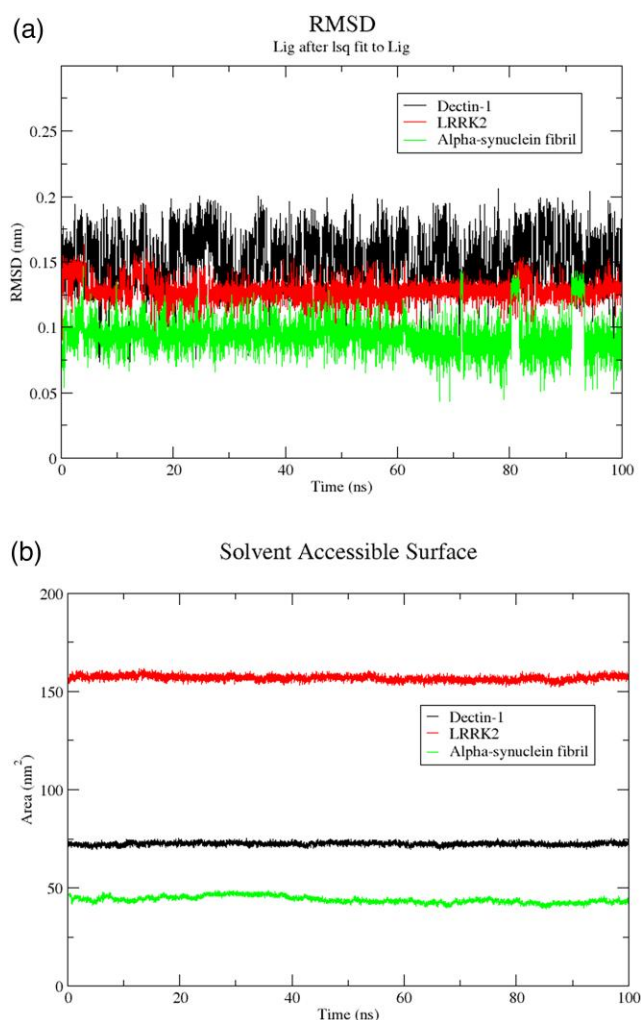 (a)
RMSD
Lig after lsq fit to Lig
Dectin-1
LRRK2
Alpha-synuclein fibril
RMSD (nm)
0.25
0.2
0.15
0.1
0.05
0
0 20 40 60 80 100
Time (ns)
(b)
Solvent Accessible Surface
Dectin-1
LRRK2
Alpha-synuclein fibril
Area (nm²)
200
150
100
50
0
0 20 40 60 80 100
Time (ns)